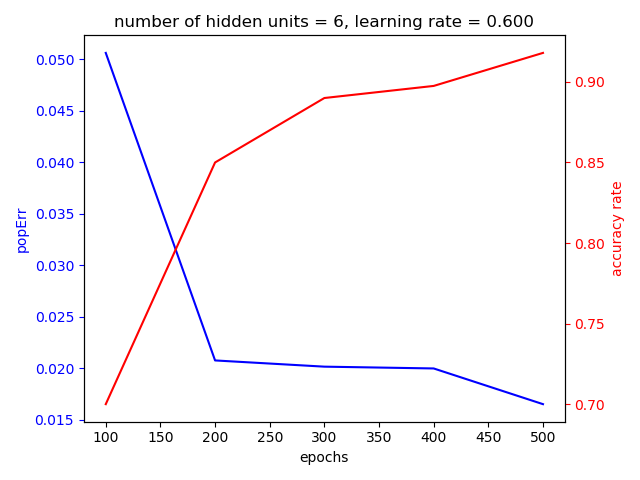 number of hidden units = 6, learning rate = 0.600
0.050
0.045
0.040
0.035
0.030
0.025
0.020
0.015
popErr
0.90
0.85
0.80
0.75
0.70
accuracy rate
100 150 200 250 300 350 400 450 500
epochs